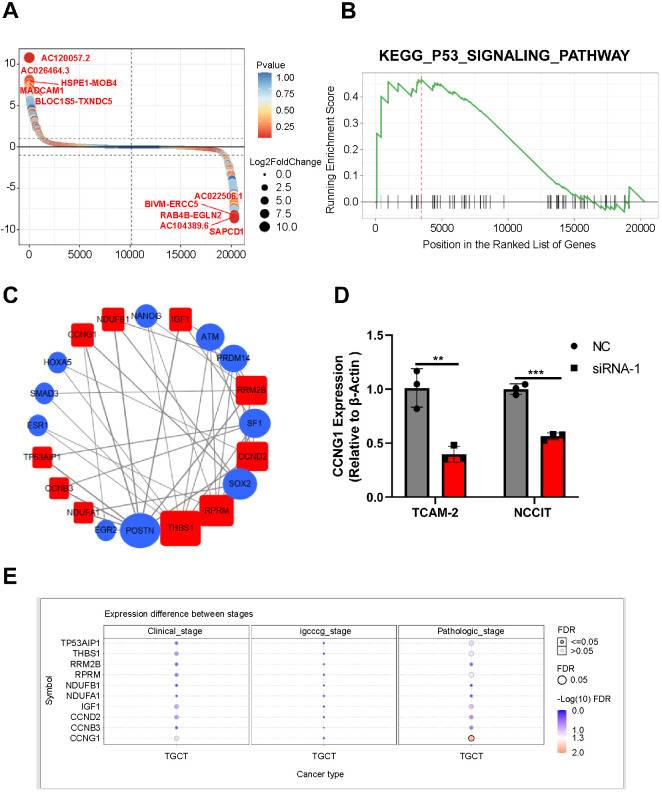 A
10
5
0
-5
-10
AC120057.2
AC026464.3
HSPE1-MOB4
MADCAM1
BLOC1S5-TXNDC5
AC022506.1
BIVM-ERCC5
RAB4B-EGLN2
AC104389.6
SAPCD1
0 5000 10000 15000 20000
Pvalue
1.00
0.75
0.50
0.25
Log2FoldChange
0.0
2.5
5.0
7.5
10.0
B
KEGG_P53_SIGNALING_PATHWAY
Running Enrichment Score
0.4
0.3
0.2
0.1
0.0
0 5000 10000 15000 20000
Position in the Ranked List of Genes
C
NDUFB1
NANOG
IGF1
CCNG1
ATM
HOXA5
PRDM14
SMAD3
RRM2B
ESR1
SF1
TP53AIP1
CCND2
CCNB3
SOX2
NDUFA1
RPRM
EGR2
POSTN
THBS1
D
CCNG1 Expression
(Relative to β-Actin )
1.5
1.0
0.5
0.0
**
***
TCAM-2 NCCIT
NC
siRNA-1
E
Expression difference between stages
Clinical_stage igcccg_stage Pathologic_stage
Symbol
TP53AIP1
THBS1
RRM2B
RPRM
NDUFB1
NDUFA1
IGF1
CCND2
CCNB3
CCNG1
TGCT TGCT TGCT
Cancer type
FDR
<=0.05
>0.05
FDR
0.05
-Log(10) FDR
0.0
1.0
1.3
2.0